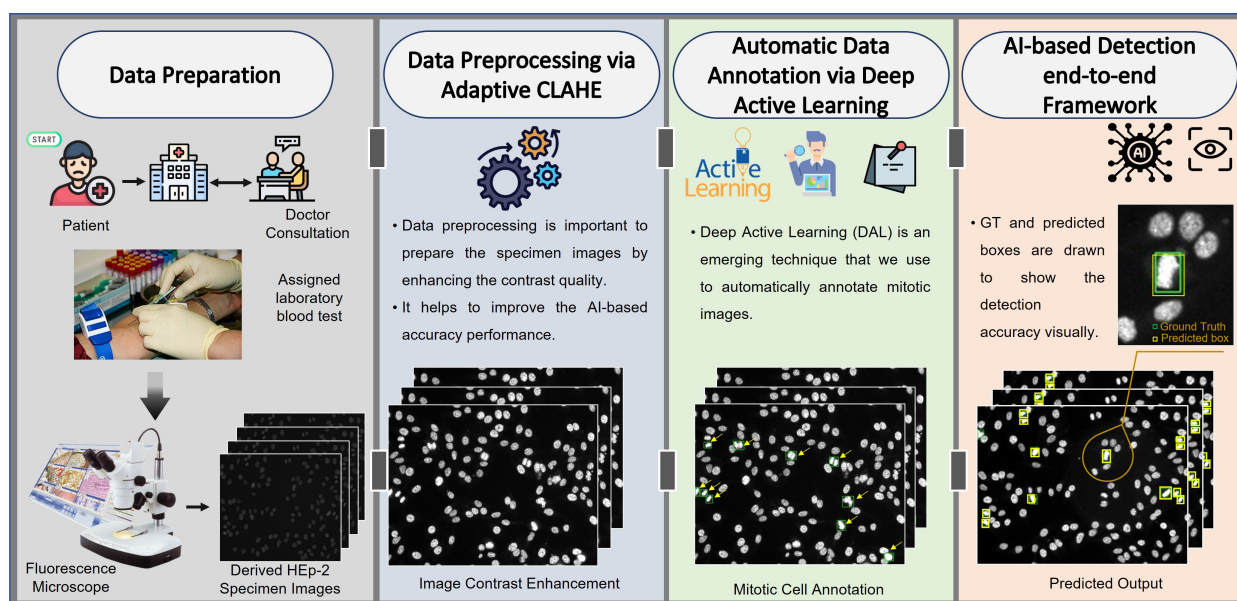 Data Preparation
START
Patient
Doctor
Consultation
Assigned
laboratory
blood test
Fluorescence
Microscope
Derived HEp-2
Specimen Images
Data Preprocessing via
Adaptive CLAHE
• Data preprocessing is important to
prepare the specimen images by
enhancing the contrast quality.
• It helps to improve the AI-based
accuracy performance.
Image Contrast Enhancement
Automatic Data
Annotation via Deep
Active Learning
Active
Learning
• Deep Active Learning (DAL) is an
emerging technique that we use
to automatically annotate mitotic
images.
Mitotic Cell Annotation
AI-based Detection
end-to-end
Framework
AI
• GT and predicted
boxes are drawn
to show the
detection
accuracy visually.
Ground Truth
Predicted box
Predicted Output